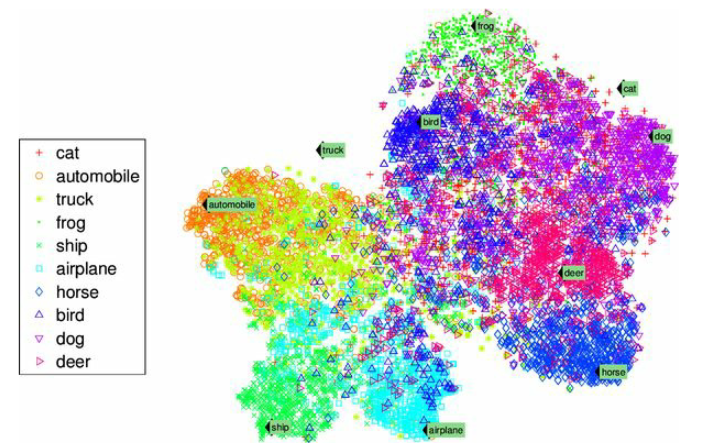 frog
cat
bird
dog
truck
cat
automobile
truck
frog
ship
airplane
horse
bird
dog
deer
automobile
deer
horse
ship
airplane